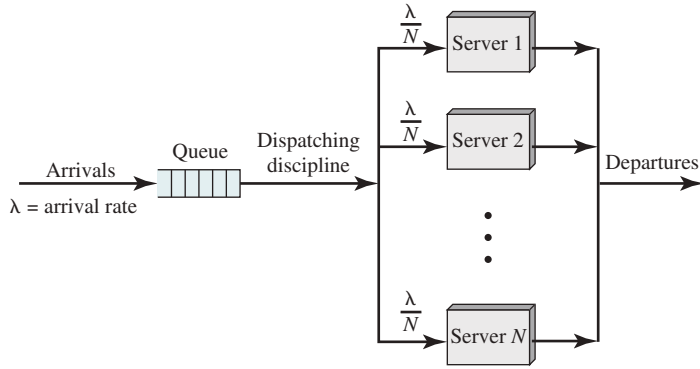 Arrivals
λ = arrival rate
Queue
Dispatching
discipline
λ
N
Server 1
λ
N
Server 2
λ
N
Server N
Departures